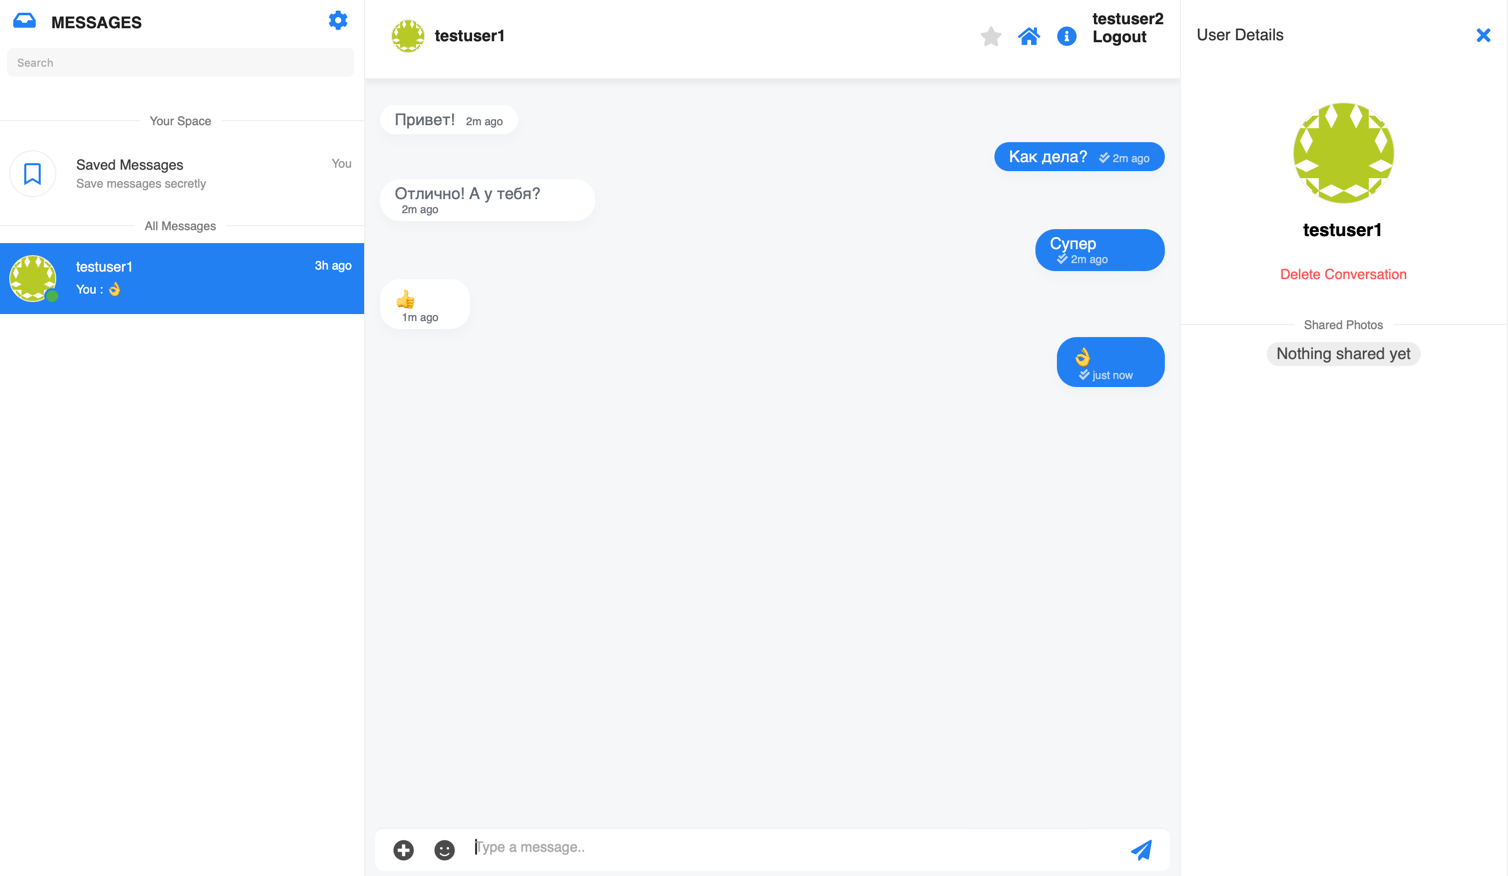 MESSAGES
Search
Your Space
Saved Messages
You
Save messages secretly
All Messages
testuser1
3h ago
You : 👌
testuser1
testuser2
Logout
Привет! 2m ago
Как дела? 2m ago
Отлично! А у тебя?
2m ago
Супер
2m ago
👍
1m ago
👌
just now
Type a message..
User Details
testuser1
Delete Conversation
Shared Photos
Nothing shared yet